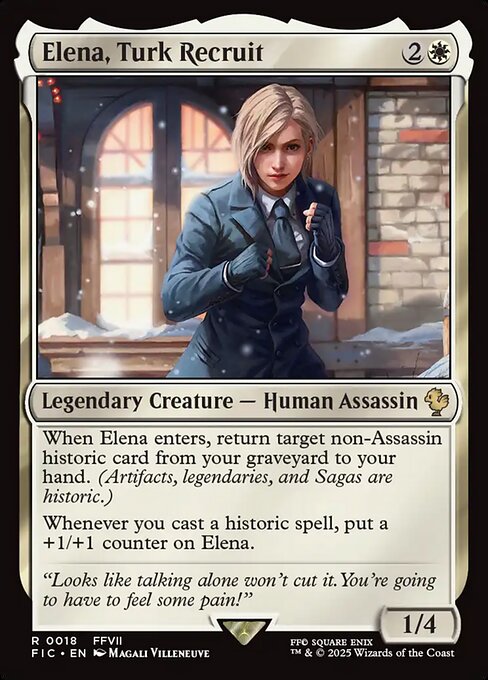 Elena, Turk Recruit 2
Legendary Creature — Human Assassin
When Elena enters, return target non-Assassin
historic card from your graveyard to your
hand. (Artifacts, legendaries, and Sagas are
historic.)
Whenever you cast a historic spell, put a
+1/+1 counter on Elena.
“Looks like talking alone won’t cut it. You’re going
to have to feel some pain!”
1/4
R 0018 FFVII
FIC • EN Magali Villeneuve
FF© SQUARE ENIX
™ & © 2025 Wizards of the Coast